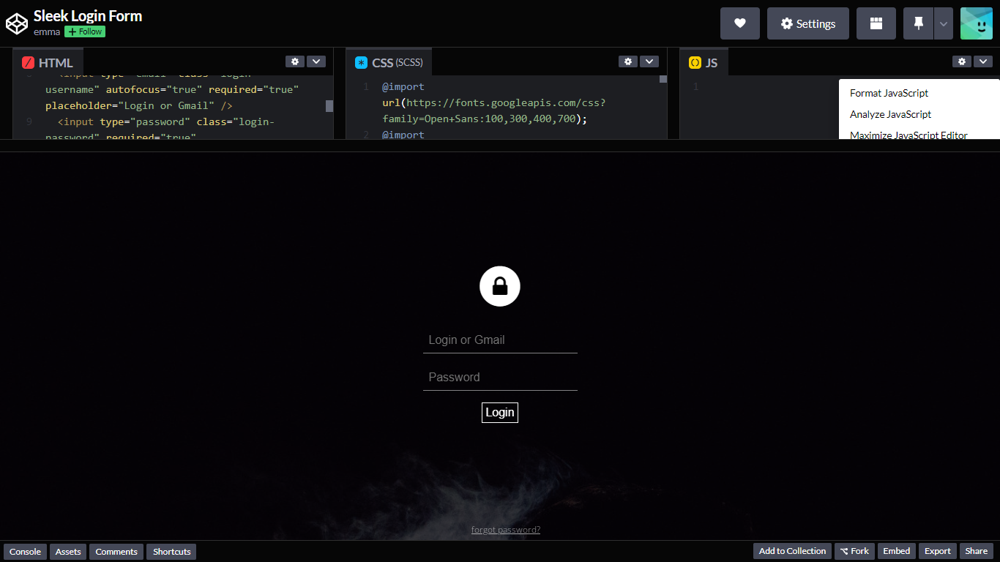 Sleek Login Form
emma
+ Follow
Settings
HTML
<input type="email" class="login-
username" autofocus="true" required="true"
placeholder="Login or Gmail" />
9 <input type="password" class="login-
password" required="true"
CSS (SCSS)
1 @import
url(https://fonts.googleapis.com/css?
family=Open+Sans:100,300,400,700);
2 @import
JS
1
Format JavaScript
Analyze JavaScript
Maximize JavaScript Editor
Login or Gmail
Password
Login
forgot password?
Console
Assets
Comments
Shortcuts
Add to Collection
Fork
Embed
Export
Share